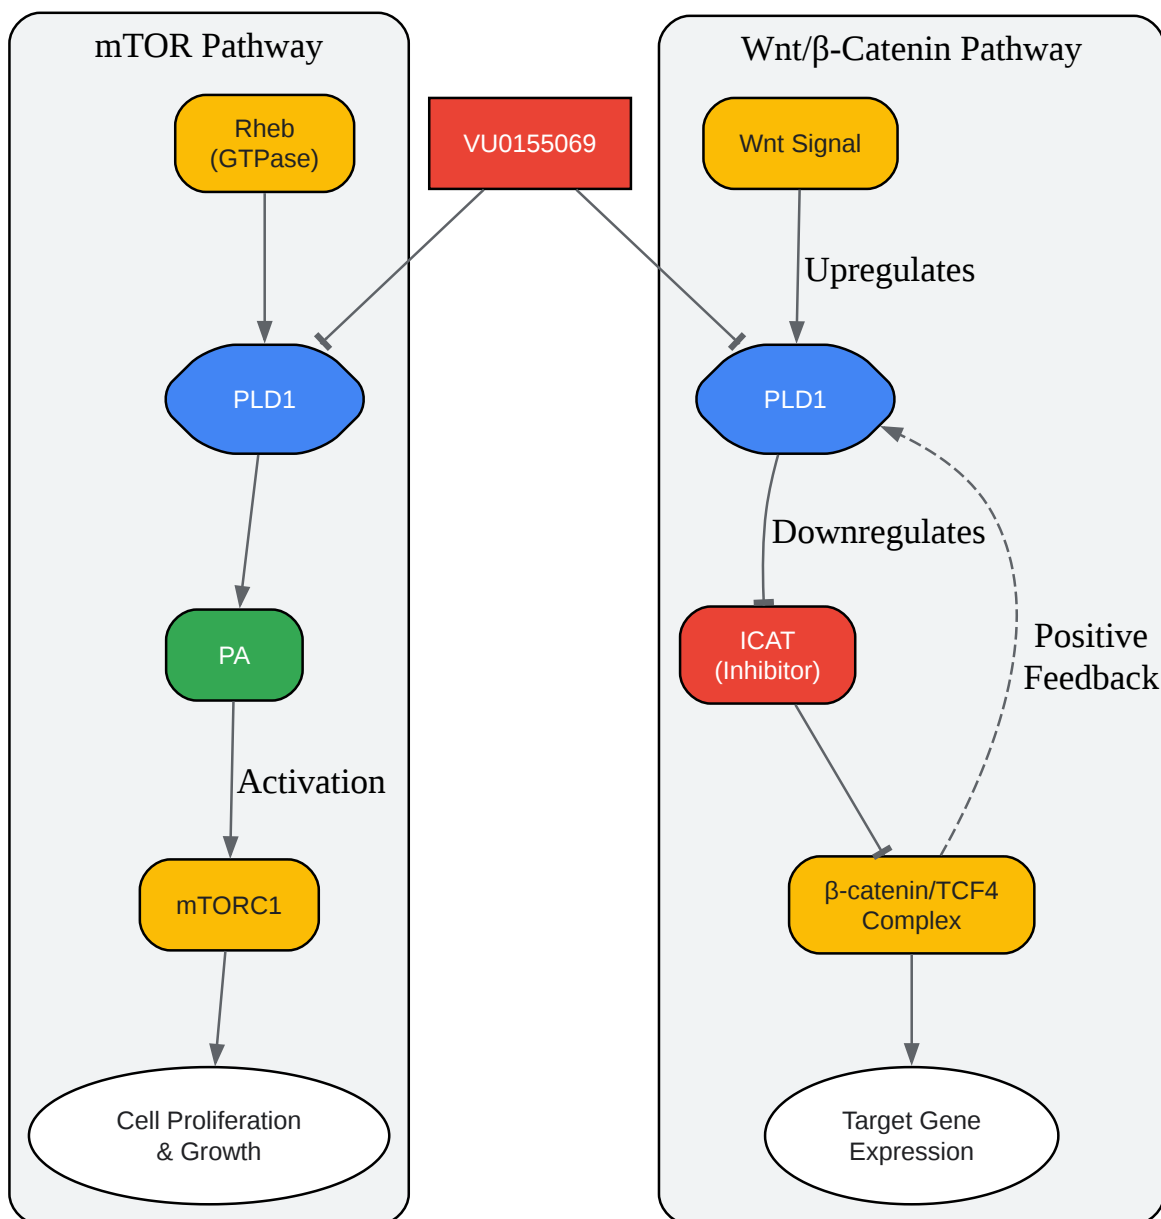 mTOR Pathway
Rheb
(GTPase)
PLD1
PA
Activation
mTORC1
Cell Proliferation
& Growth
VU0155069
Wnt/β-Catenin Pathway
Wnt Signal
Upregulates
PLD1
Downregulates
ICAT
(Inhibitor)
Positive
Feedback
β-catenin/TCF4
Complex
Target Gene
Expression